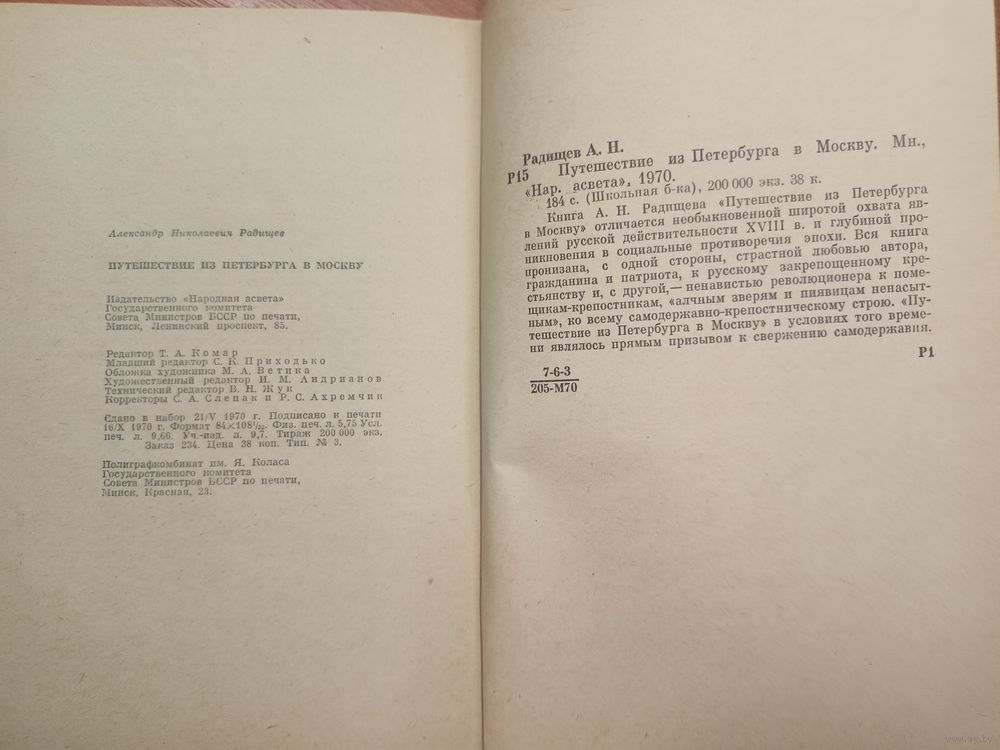 Александр Николаевич Радищев
ПУТЕШЕСТВИЕ ИЗ ПЕТЕРБУРГА В МОСКВУ
Издательство «Народная асвета»
Государственного комитета
Совета Министров БССР по печати,
Минск, Ленинский проспект, 85.
Редактор Т. А. Комар
Младший редактор С. К. Приходько
Обложка художника М. А. Ветика
Художественный редактор И. М. Андрианов
Технический редактор В. Н. Жук
Корректоры С. А. Слепак и Р. С. Ахремчик
Сдано в набор 21/V 1970 г. Подписано к печати
16/X 1970 г. Формат 84×108¹/₃₂. Физ. печ. л. 5,75 Усл.
печ. л. 9,66. Уч.-изд. л. 9,7. Тираж 200 000 экз.
Заказ 234. Цена 38 коп. Тип. № 3.
Полиграфкомбинат им. Я. Коласа
Государственного комитета
Совета Министров БССР по печати,
Минск, Красная, 23.
Радищев А. Н.
Р15 Путешествие из Петербурга в Москву. Мн.,
«Нар. асвета», 1970.
184 с. (Школьная б-ка), 200 000 экз. 38 к.
Книга А. Н. Радищева «Путешествие из Петербурга
в Москву» отличается необыкновенной широтой охвата яв-
лений русской действительности XVIII в. и глубиной про-
никновения в социальные противоречия эпохи. Вся книга
пронизана, с одной стороны, страстной любовью автора,
гражданина и патриота, к русскому закрепощенному кре-
стьянству и, с другой,— ненавистью революционера к поме-
щикам-крепостникам, «алчным зверям и пиявицам ненасыт-
ным», ко всему самодержавно-крепостническому строю. «Пу-
тешествие из Петербурга в Москву» в условиях того време-
ни являлось прямым призывом к свержению самодержавия.
7-6-3
205-М70
Р1
www.ay.by